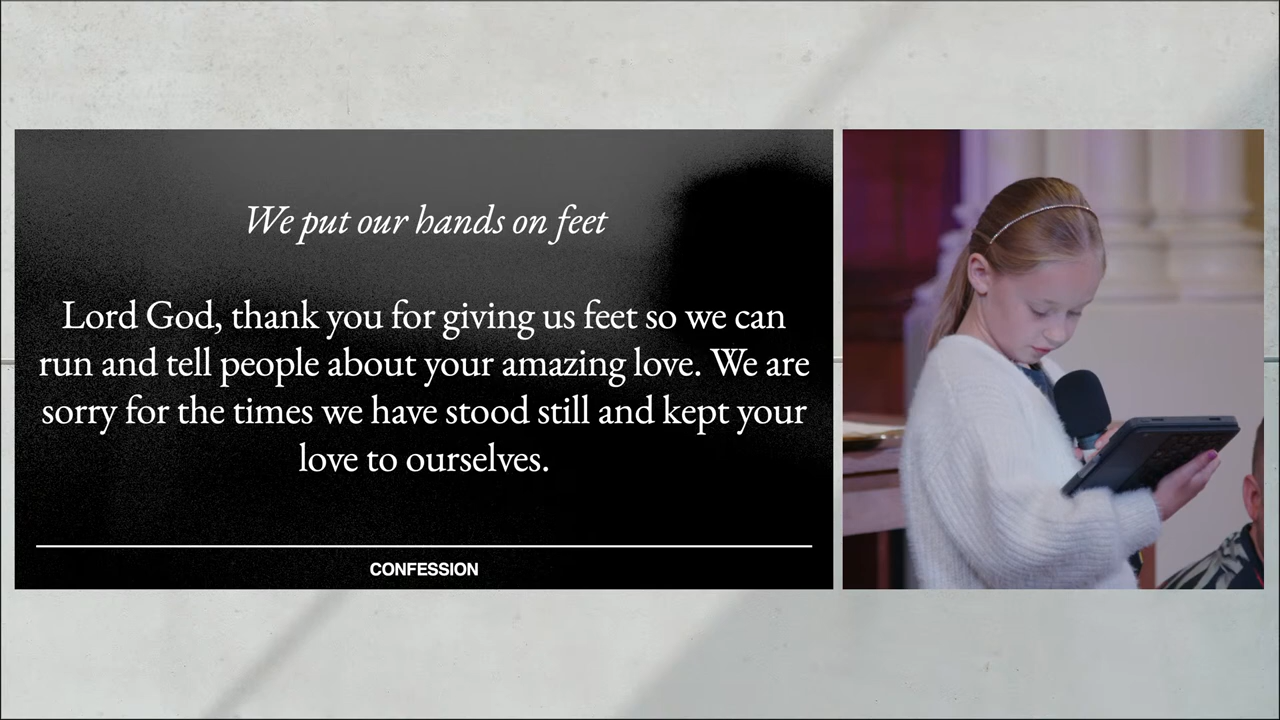 We put our hands on feet
Lord God, thank you for giving us feet so we can
run and tell people about your amazing love. We are
sorry for the times we have stood still and kept your
love to ourselves.
CONFESSION